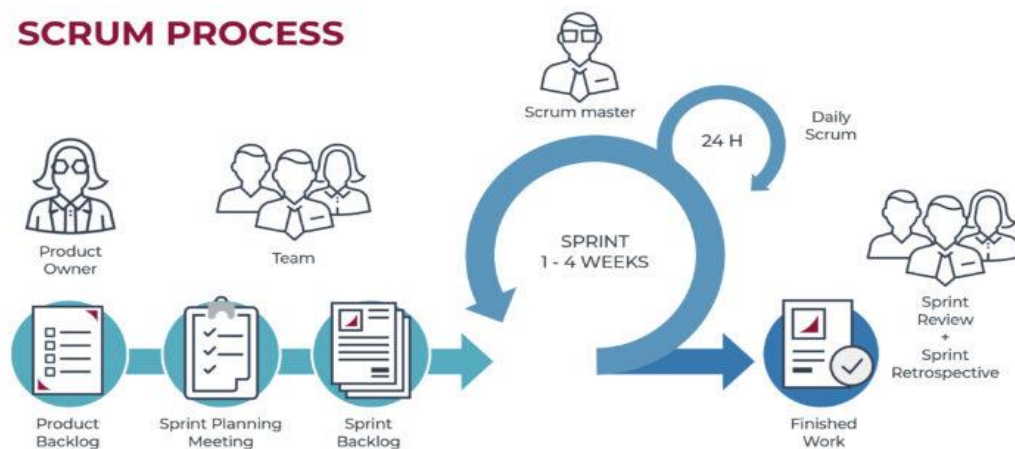 SCRUM PROCESS
Scrum master
24 H
Daily
Scrum
Product
Owner
Team
SPRINT
1 - 4 WEEKS
Sprint
Review
+
Sprint
Retrospective
Product
Backlog
Sprint Planning
Meeting
Sprint
Backlog
Finished
Work